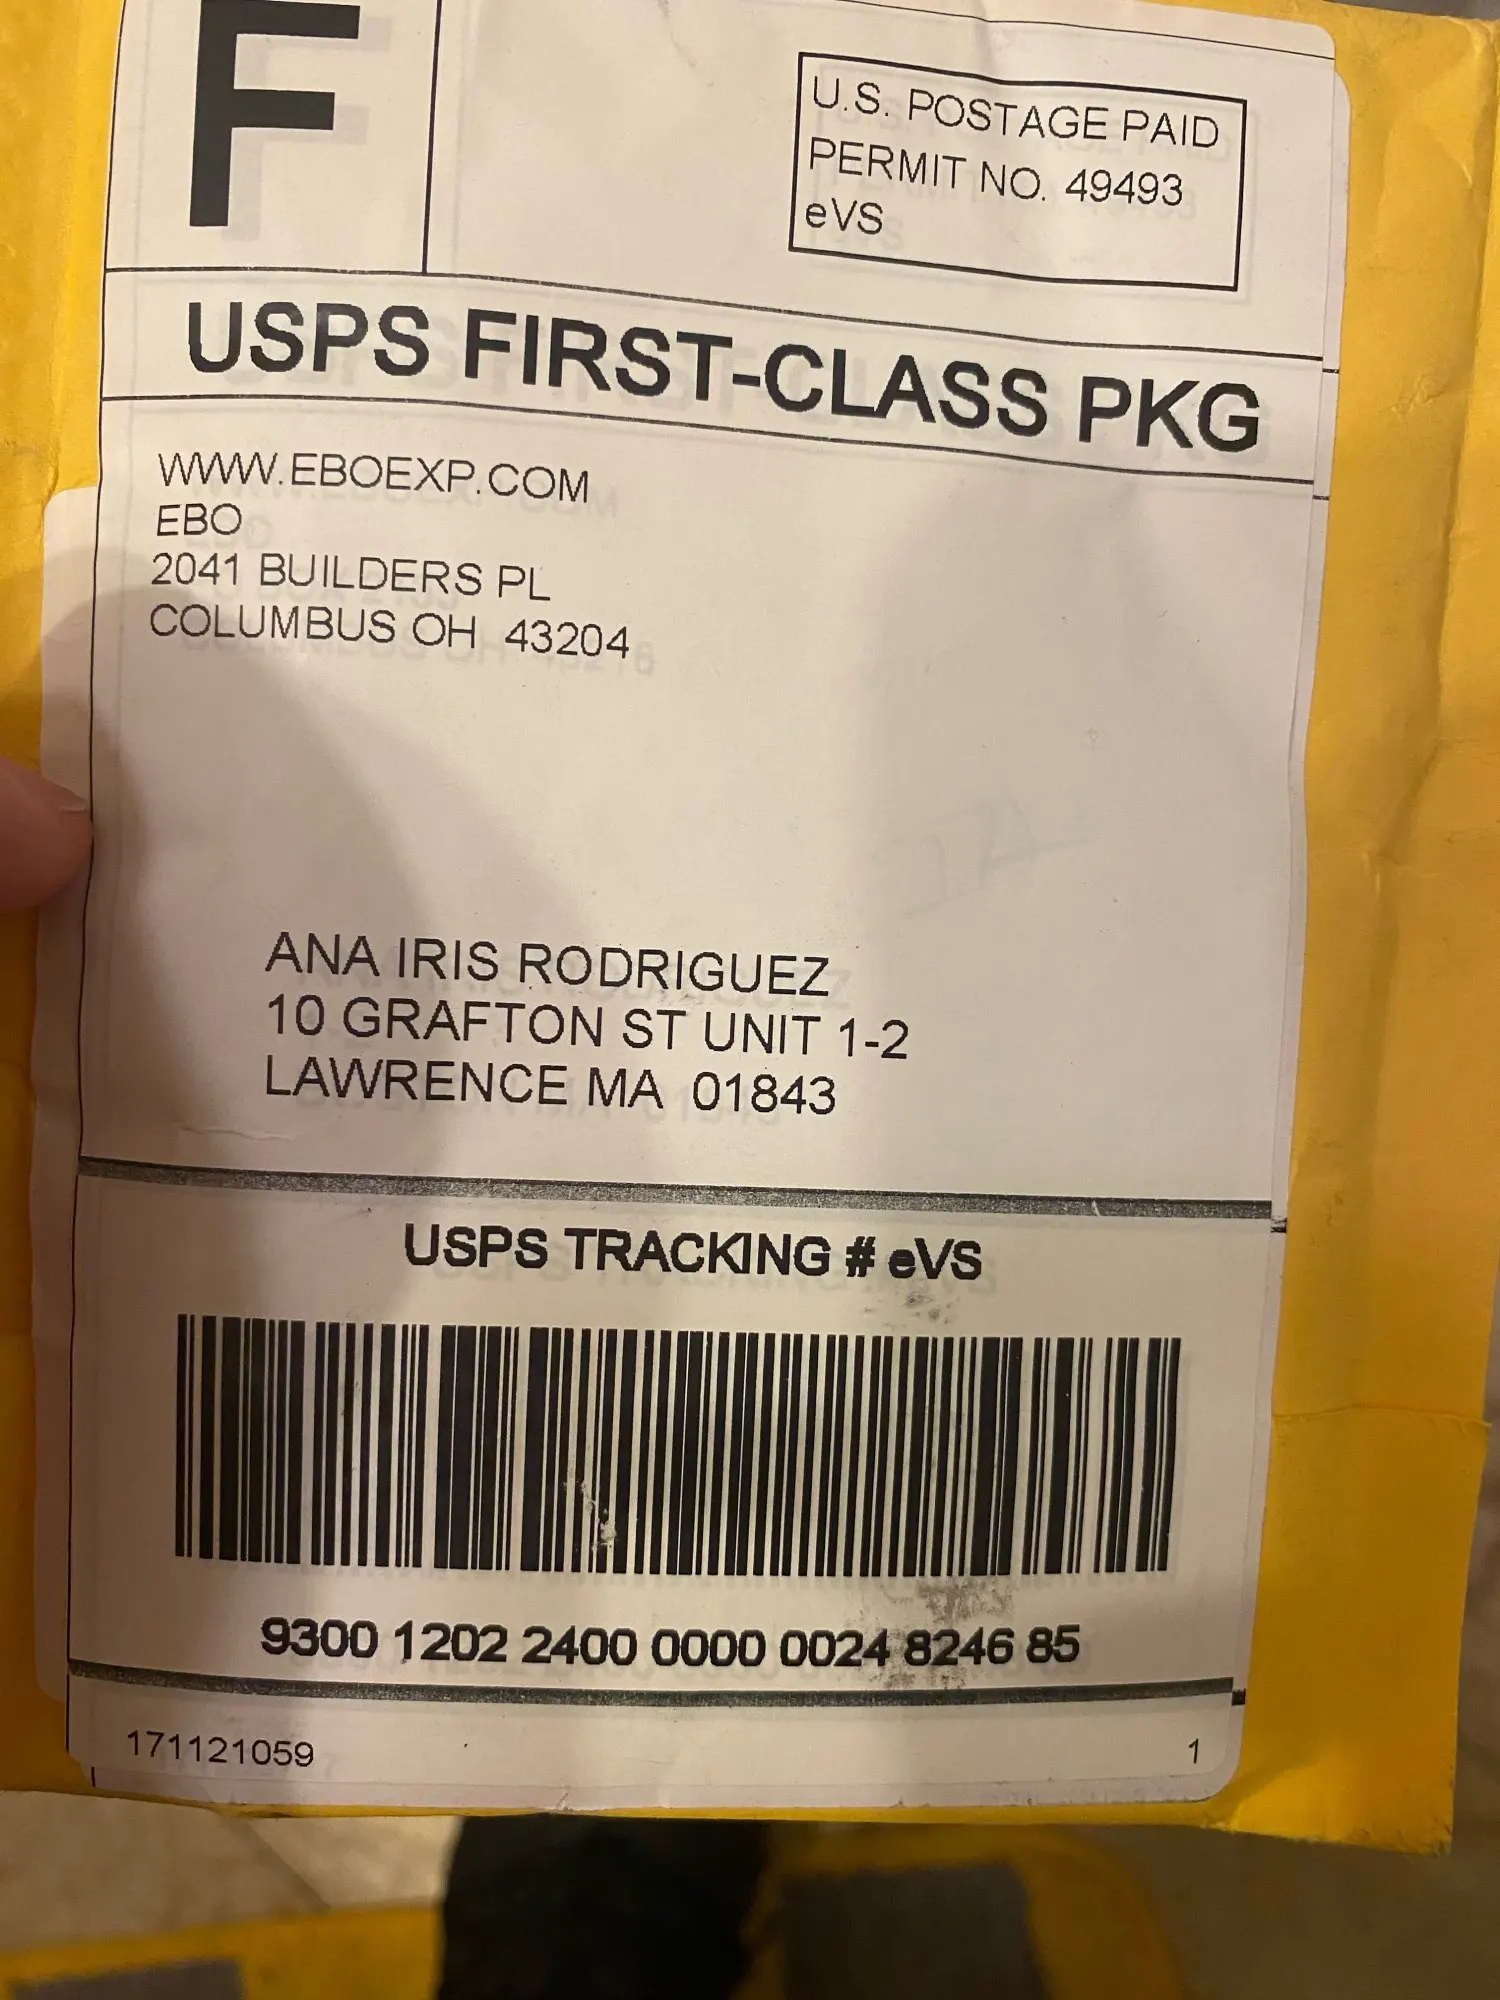 F
U.S. POSTAGE PAID
PERMIT NO. 49493
eVS
USPS FIRST-CLASS PKG
WWW.EBOEXP.COM
EBO
2041 BUILDERS PL
COLUMBUS OH 43204
ANA IRIS RODRIGUEZ
10 GRAFTON ST UNIT 1-2
LAWRENCE MA 01843
USPS TRACKING # eVS
9300 1202 2400 0000 0024 8246 85
171121059 1